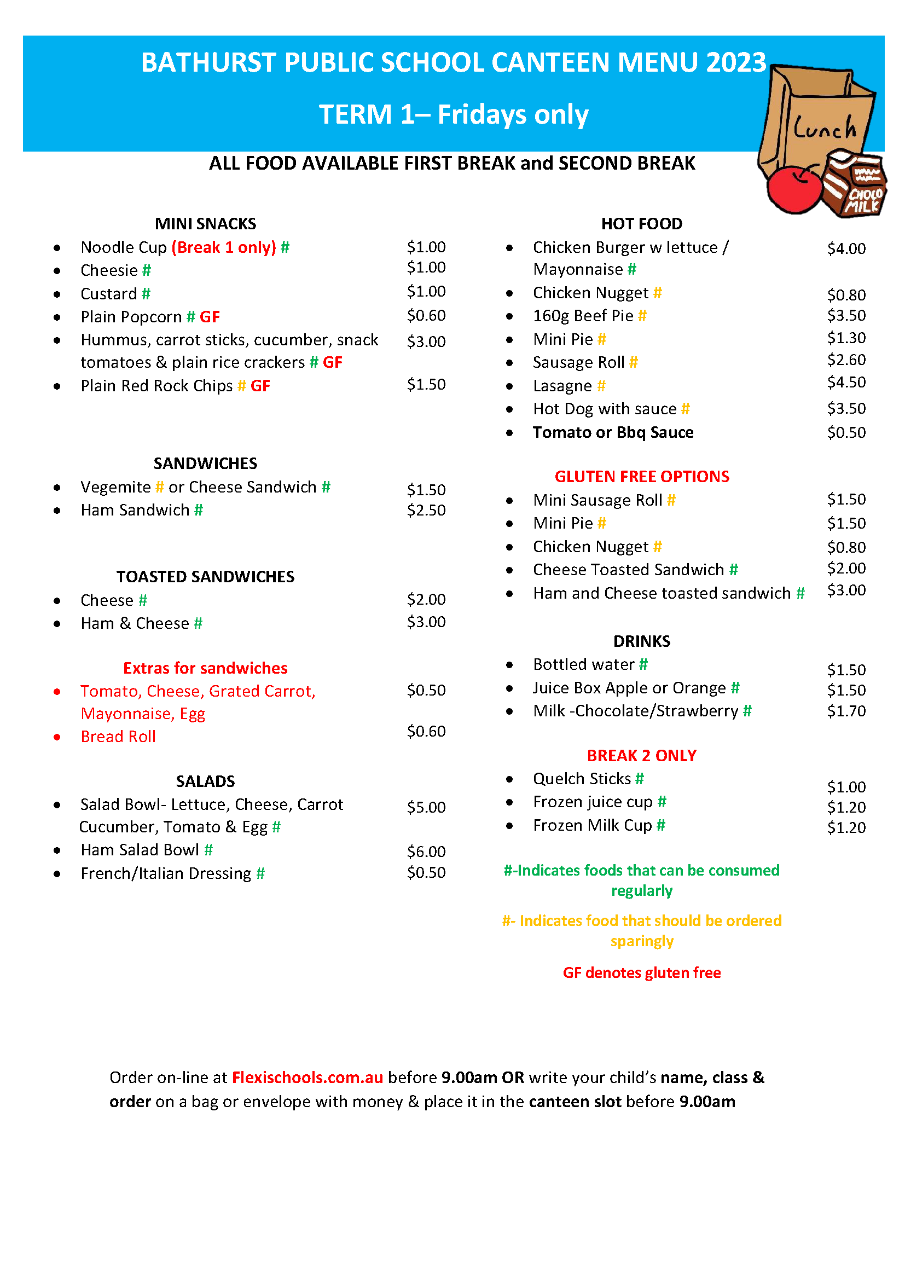 BATHURST PUBLIC SCHOOL CANTEEN MENU 2023
TERM 1– Fridays only
Lunch
CHOCO
MILK
ALL FOOD AVAILABLE FIRST BREAK and SECOND BREAK
MINI SNACKS
• Noodle Cup (Break 1 only) # $1.00
• Cheesie # $1.00
• Custard # $1.00
• Plain Popcorn # GF $0.60
• Hummus, carrot sticks, cucumber, snack $3.00
tomatoes & plain rice crackers # GF
• Plain Red Rock Chips # GF $1.50
SANDWICHES
• Vegemite # or Cheese Sandwich # $1.50
• Ham Sandwich # $2.50
TOASTED SANDWICHES
• Cheese # $2.00
• Ham & Cheese # $3.00
Extras for sandwiches
• Tomato, Cheese, Grated Carrot, $0.50
Mayonnaise, Egg
• Bread Roll $0.60
SALADS
• Salad Bowl- Lettuce, Cheese, Carrot $5.00
Cucumber, Tomato & Egg #
• Ham Salad Bowl # $6.00
• French/Italian Dressing # $0.50
HOT FOOD
• Chicken Burger w lettuce / $4.00
Mayonnaise #
• Chicken Nugget # $0.80
• 160g Beef Pie # $3.50
• Mini Pie # $1.30
• Sausage Roll # $2.60
• Lasagne # $4.50
• Hot Dog with sauce # $3.50
• Tomato or Bbq Sauce $0.50
GLUTEN FREE OPTIONS
• Mini Sausage Roll # $1.50
• Mini Pie # $1.50
• Chicken Nugget # $0.80
• Cheese Toasted Sandwich # $2.00
• Ham and Cheese toasted sandwich # $3.00
DRINKS
• Bottled water # $1.50
• Juice Box Apple or Orange # $1.50
• Milk -Chocolate/Strawberry # $1.70
BREAK 2 ONLY
• Quelch Sticks # $1.00
• Frozen juice cup # $1.20
• Frozen Milk Cup # $1.20
#-Indicates foods that can be consumed
regularly
#- Indicates food that should be ordered
sparingly
GF denotes gluten free
Order on-line at Flexischools.com.au before 9.00am OR write your child’s name, class &
order on a bag or envelope with money & place it in the canteen slot before 9.00am